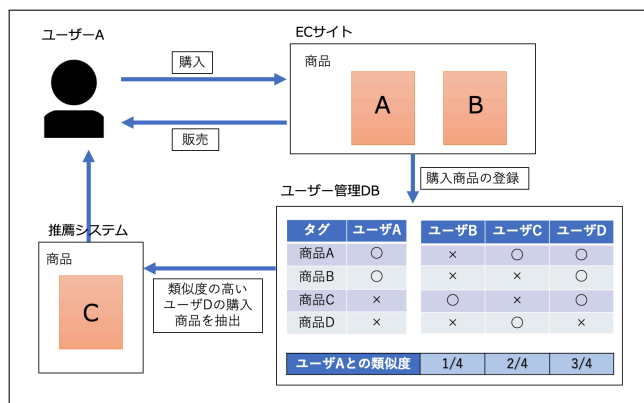 ユーザーA
ECサイト
購入
商品
A
B
販売
購入商品の登録
ユーザー管理DB
推薦システム
商品
C
類似度の高い
ユーザDの購入
商品を抽出
タグ ユーザA ユーザB ユーザC ユーザD
商品A ○ × ○ ○
商品B ○ × × ○
商品C × ○ × ○
商品D × × ○ ×
ユーザAとの類似度 1/4 2/4 3/4